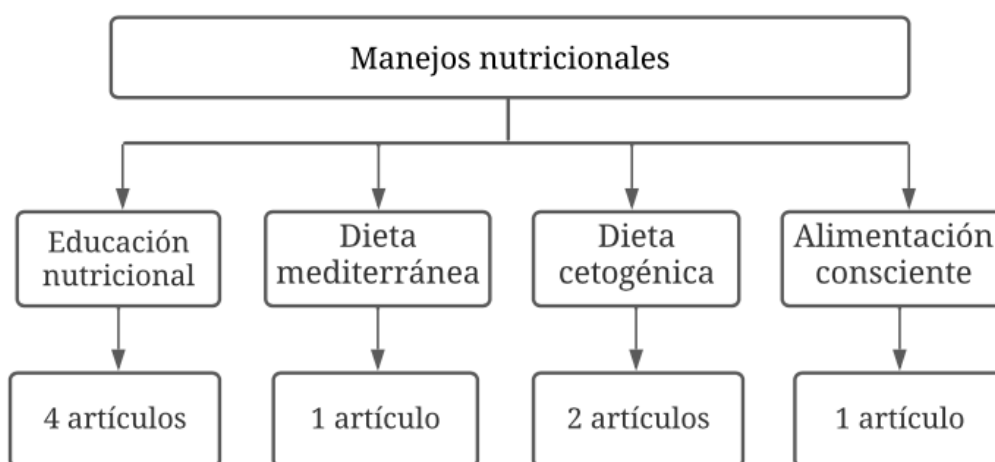 Manejos nutricionales
Educación
nutricional
Dieta
mediterránea
Dieta
cetogénica
Alimentación
consciente
4 artículos
1 artículo
2 artículos
1 artículo